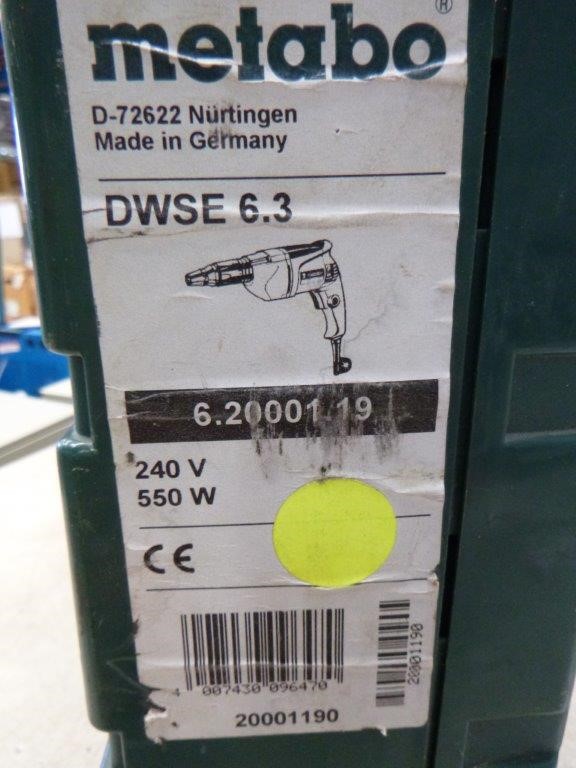 metabo®
D-72622 Nürtingen
Made in Germany
DWSE 6.3
6.20001.19
240 V
550 W
CE
4 007430 096470
20001190
20001190